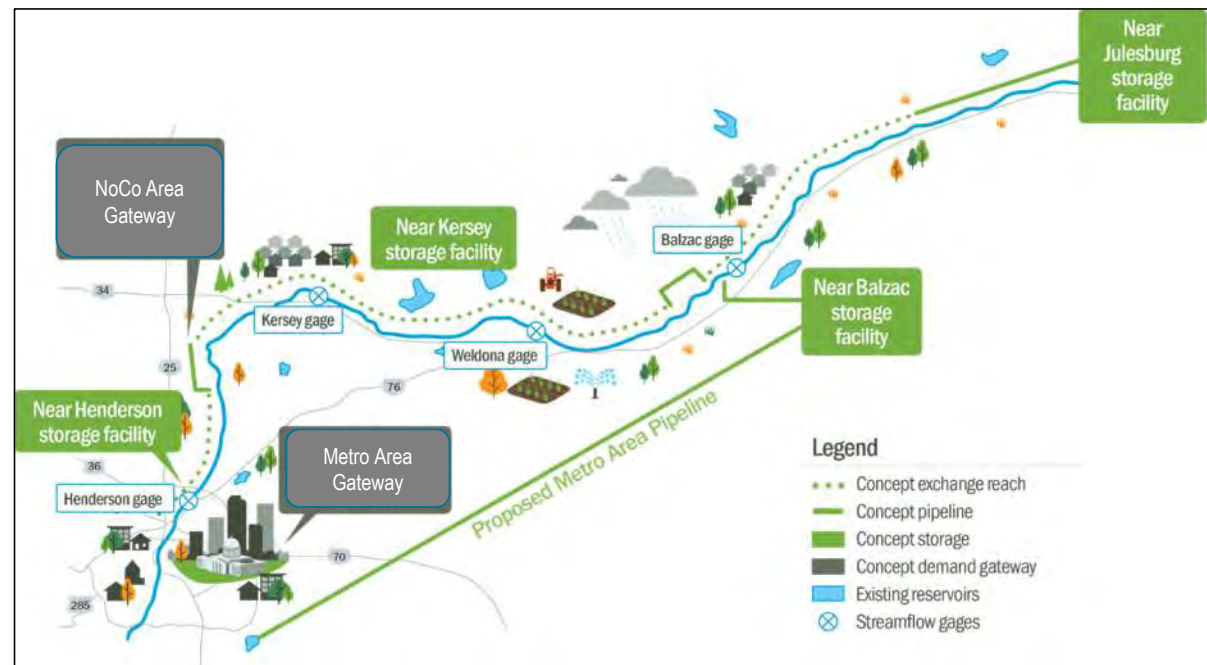 Near
Julesburg
storage
facility
NoCo Area
Gateway
Near Kersey
storage facility
Balzac gage
34
Kersey gage
Near Balzac
storage
facility
Weldona gage
25
76
Near Henderson
storage facility
Metro Area
Gateway
Proposed Metro Area Pipeline
36
Henderson gage
70
285
Legend
Concept exchange reach
Concept pipeline
Concept storage
Concept demand gateway
Existing reservoirs
Streamflow gages